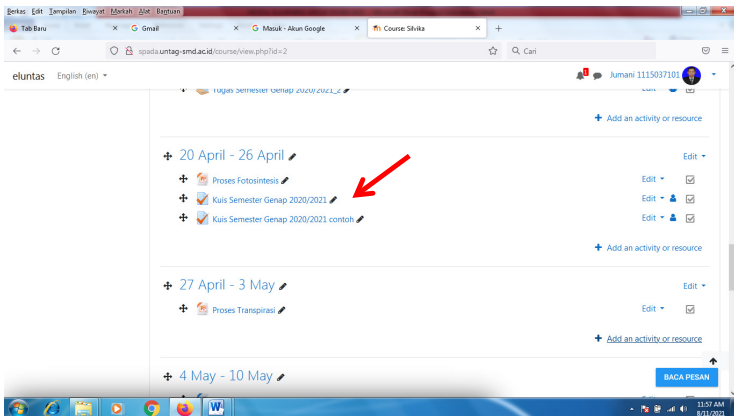 Berkas Edit Tampilan Riwayat Markah Alat Bantuan
Tab Baru × G Gmail × G Masuk - Akun Google × Course: Silvika × +
spada.untag-smd.ac.id/course/view.php?id=2 Cari
eluntas English (en) 1 Jumani 1115037101
Tugas Semester Genap 2020/2021_2 Edit
+ Add an activity or resource
20 April - 26 April Edit
Proses Fotosintesis Edit
Kuis Semester Genap 2020/2021 Edit
Kuis Semester Genap 2020/2021 contoh Edit
+ Add an activity or resource
27 April - 3 May Edit
Proses Transpirasi Edit
+ Add an activity or resource
4 May - 10 May
BACA PESAN
11:57 AM
8/11/2021